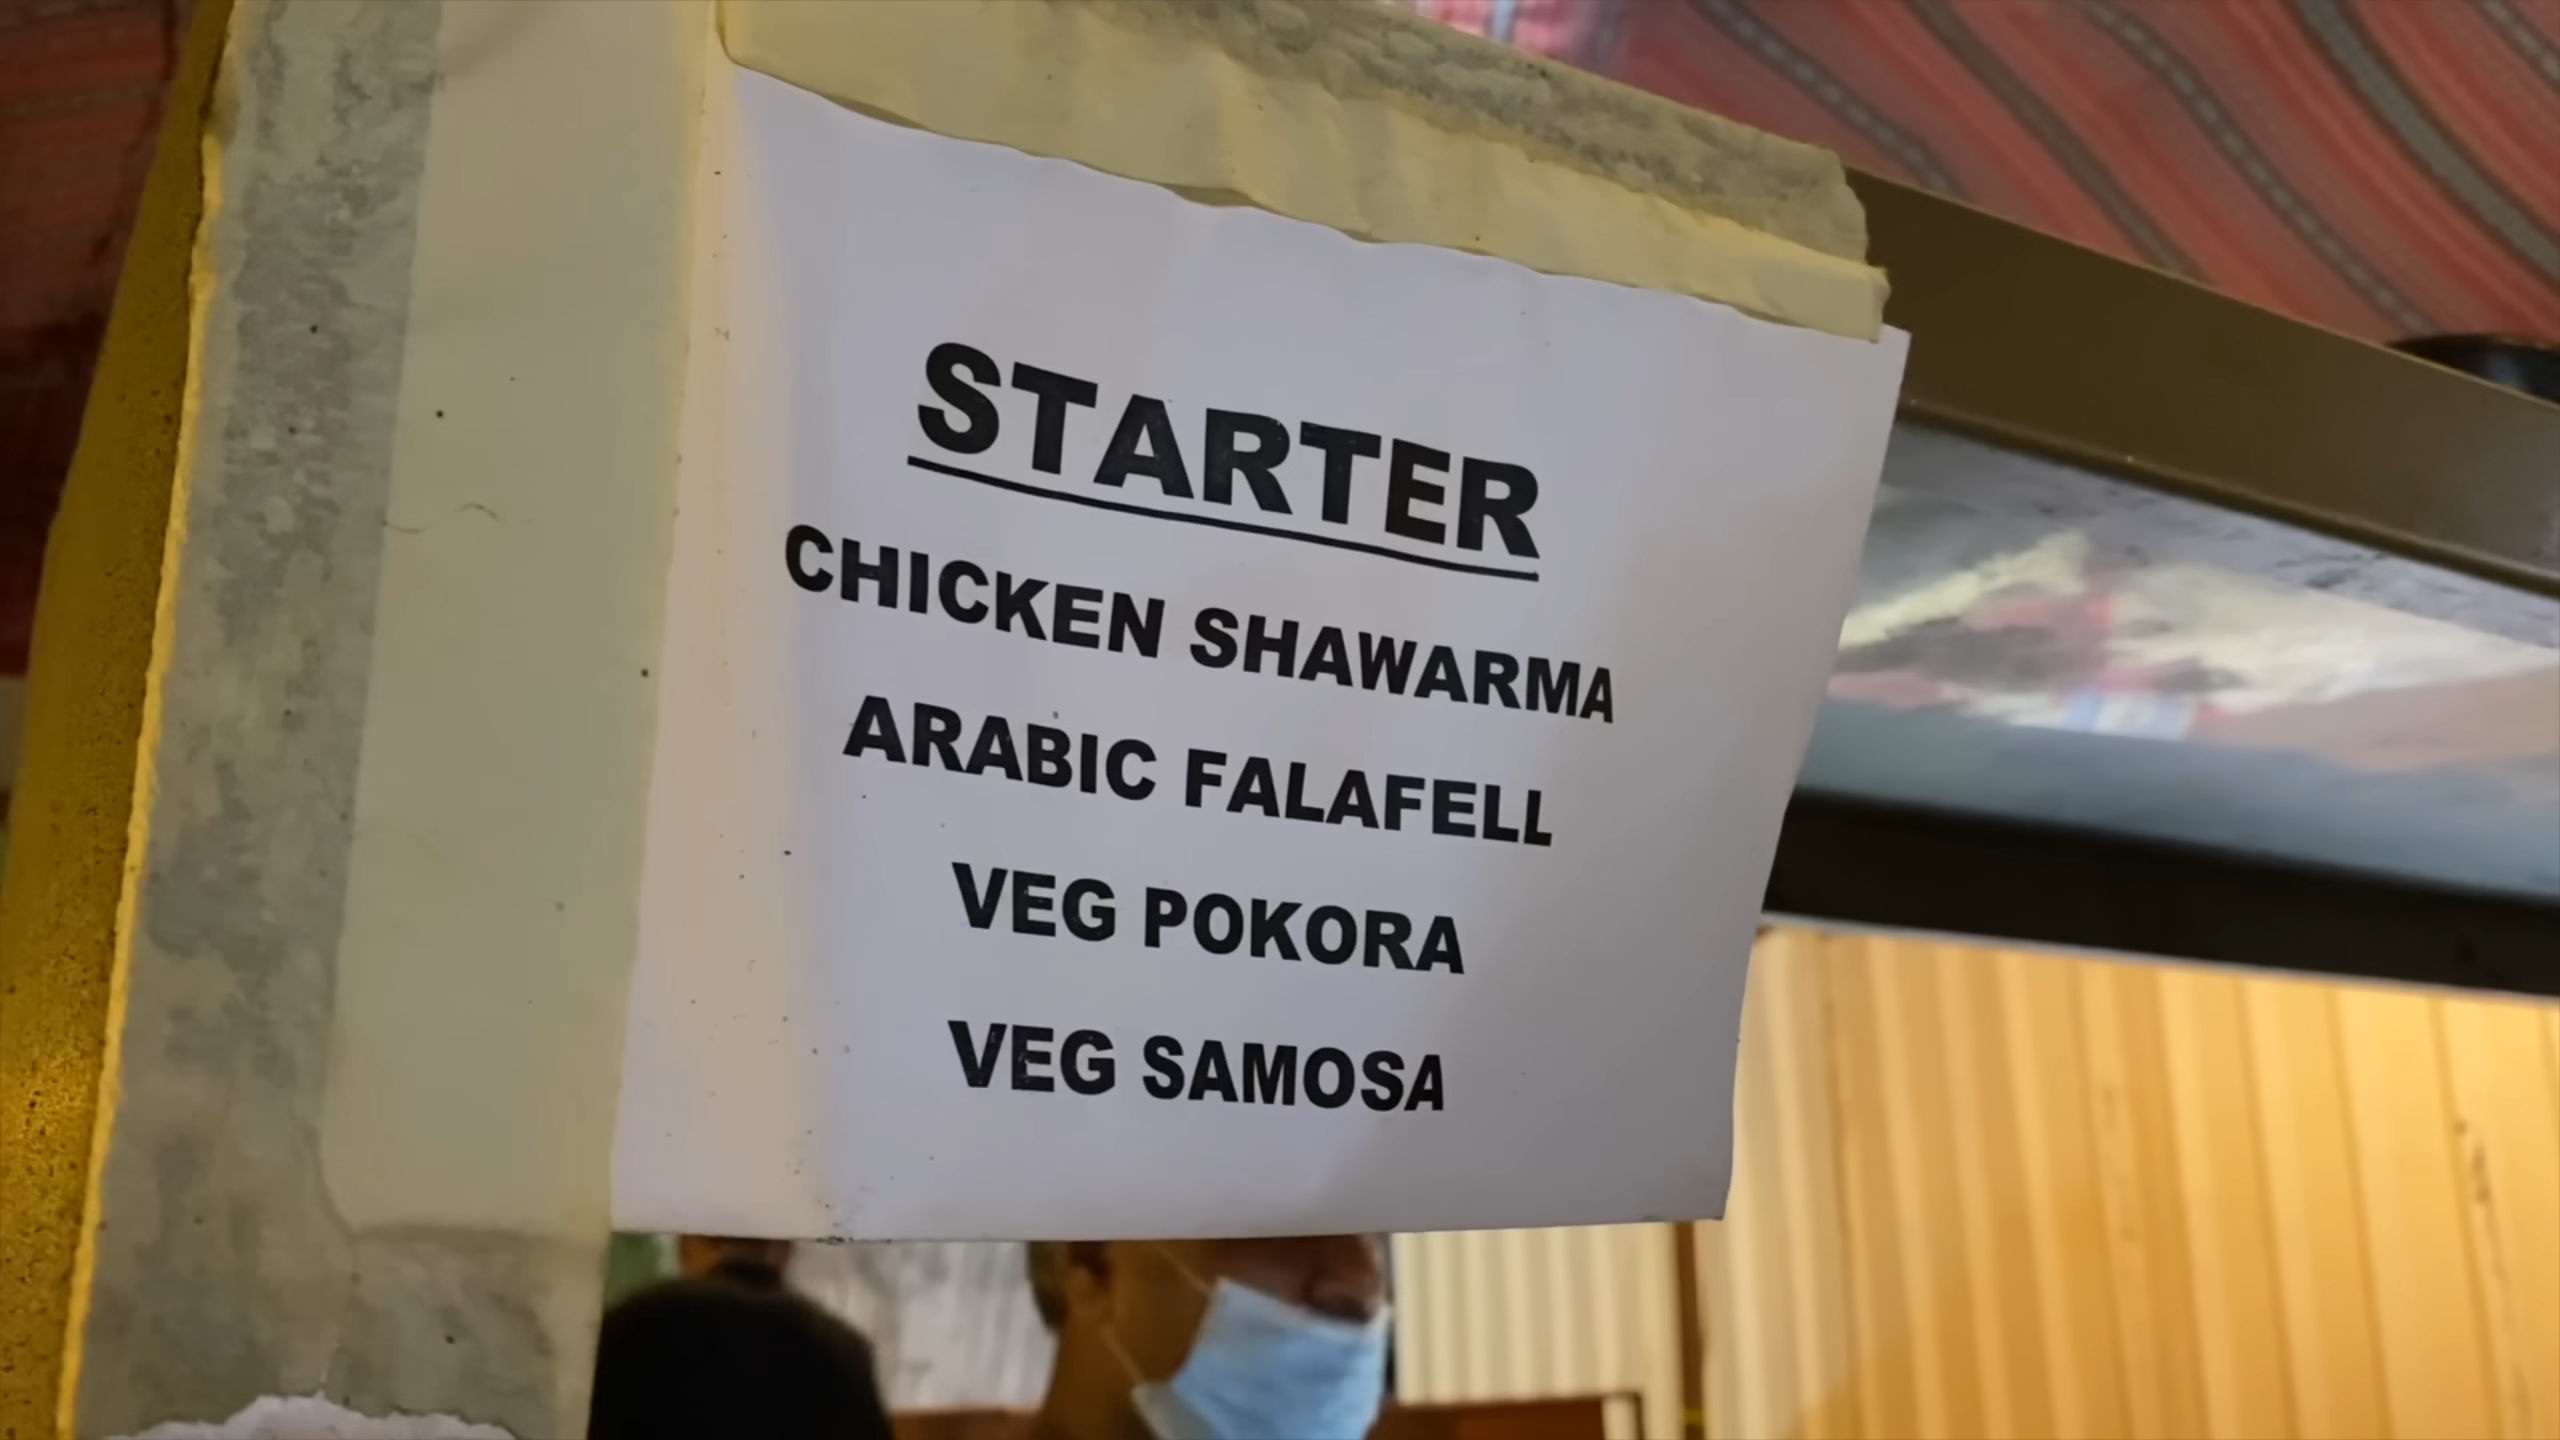 STARTER
CHICKEN SHAWARMA
ARABIC FALAFELL
VEG POKORA
VEG SAMOSA